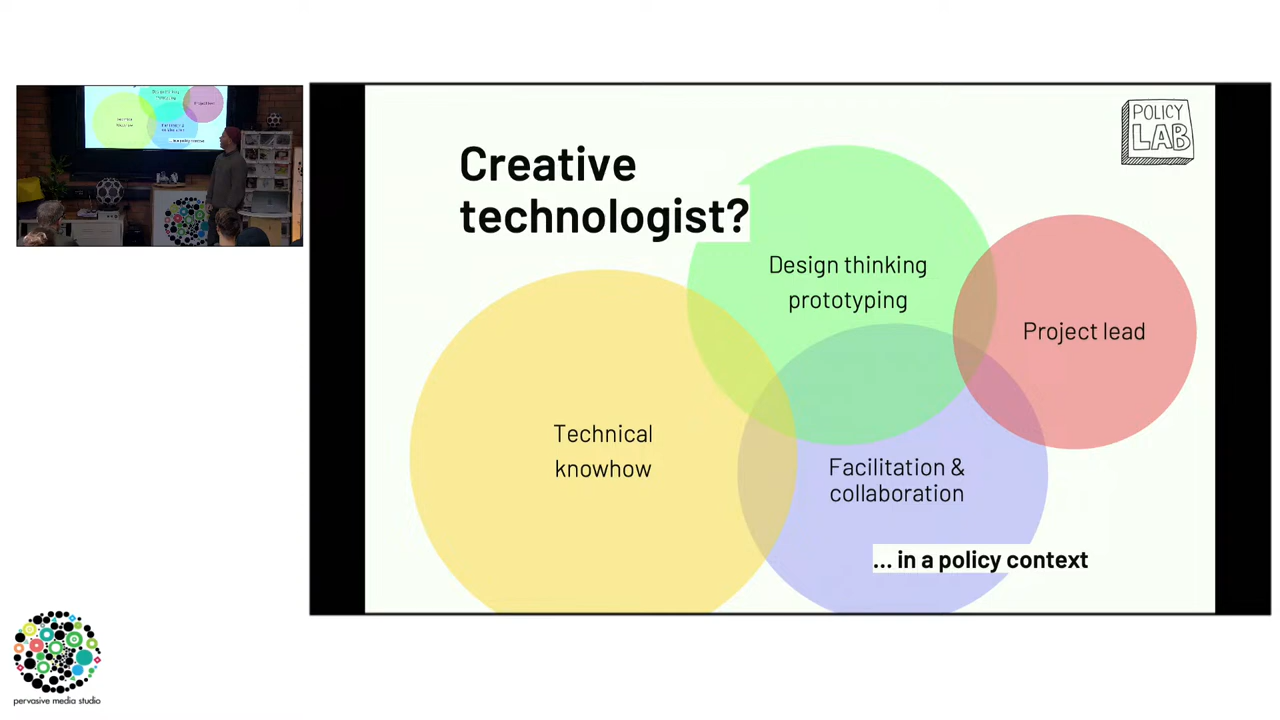 POLICY
LAB
Creative
technologist?
Design thinking
prototyping
Project lead
Technical
knowhow
Facilitation &
collaboration
... in a policy context
pervasive media studio